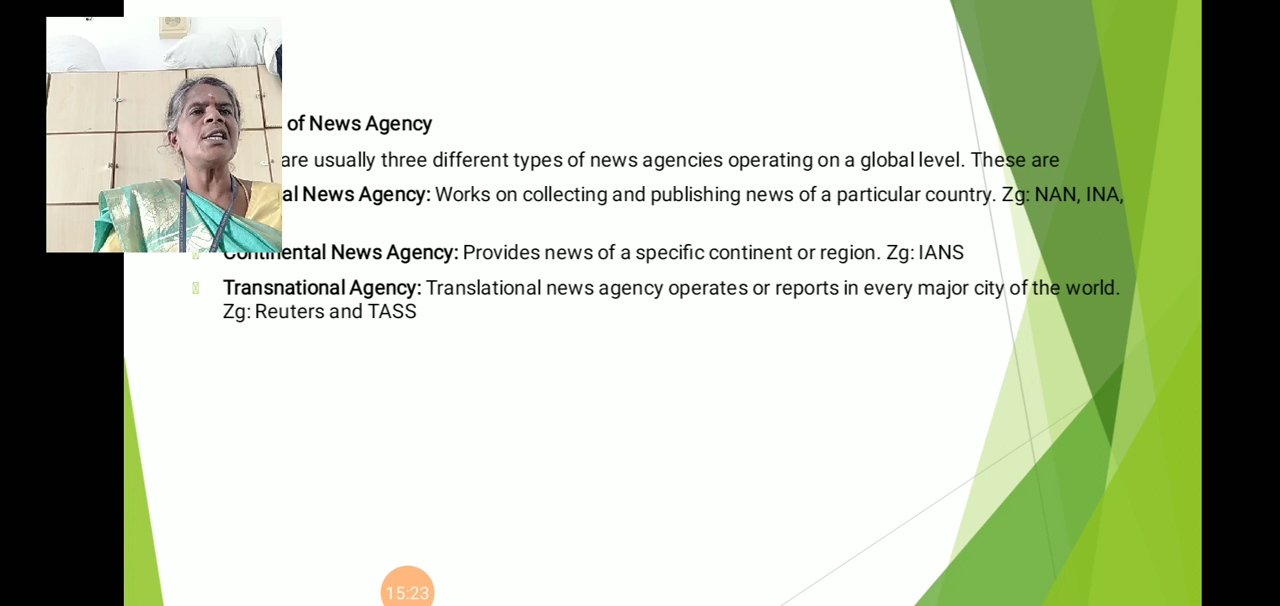 of News Agency
are usually three different types of news agencies operating on a global level. These are
al News Agency: Works on collecting and publishing news of a particular country. Zg: NAN, INA,
Continental News Agency: Provides news of a specific continent or region. Zg: IANS
Transnational Agency: Translational news agency operates or reports in every major city of the world.
Zg: Reuters and TASS
15:23